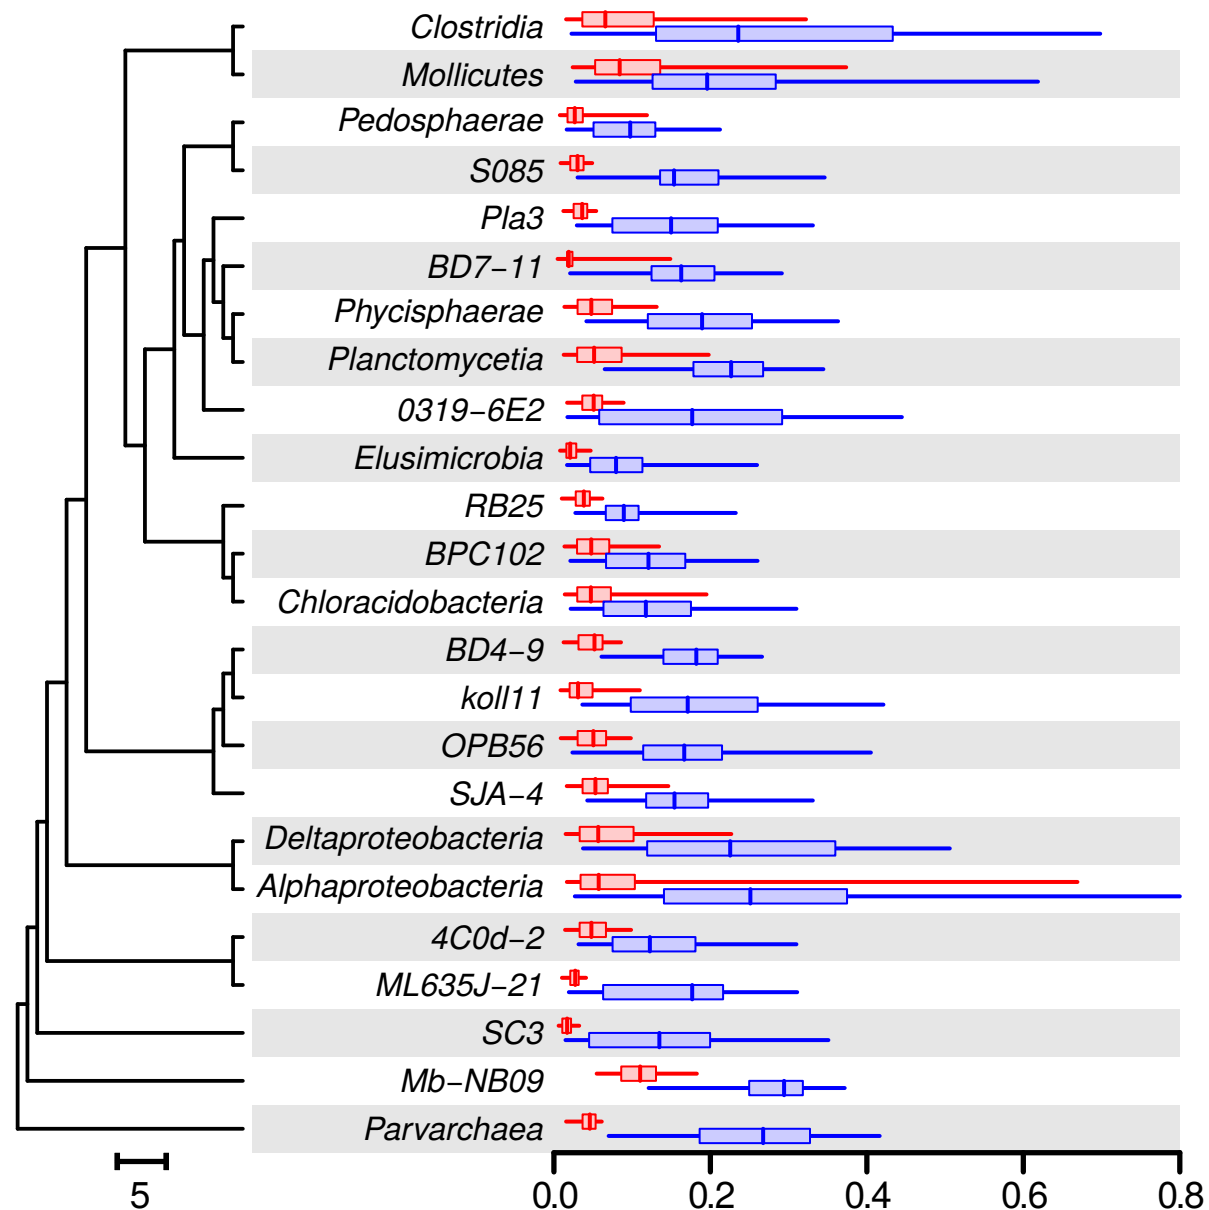 Clostridia
Mollicutes
Pedosphaerae
S085
Pla3
BD7−11
Phycisphaerae
Planctomycetia
0319−6E2
Elusimicrobia
RB25
BPC102
Chloracidobacteria
BD4−9
koll11
OPB56
SJA−4
Deltaproteobacteria
Alphaproteobacteria
4C0d−2
ML635J−21
SC3
Mb−NB09
Parvarchaea
5
0.0 0.2 0.4 0.6 0.8